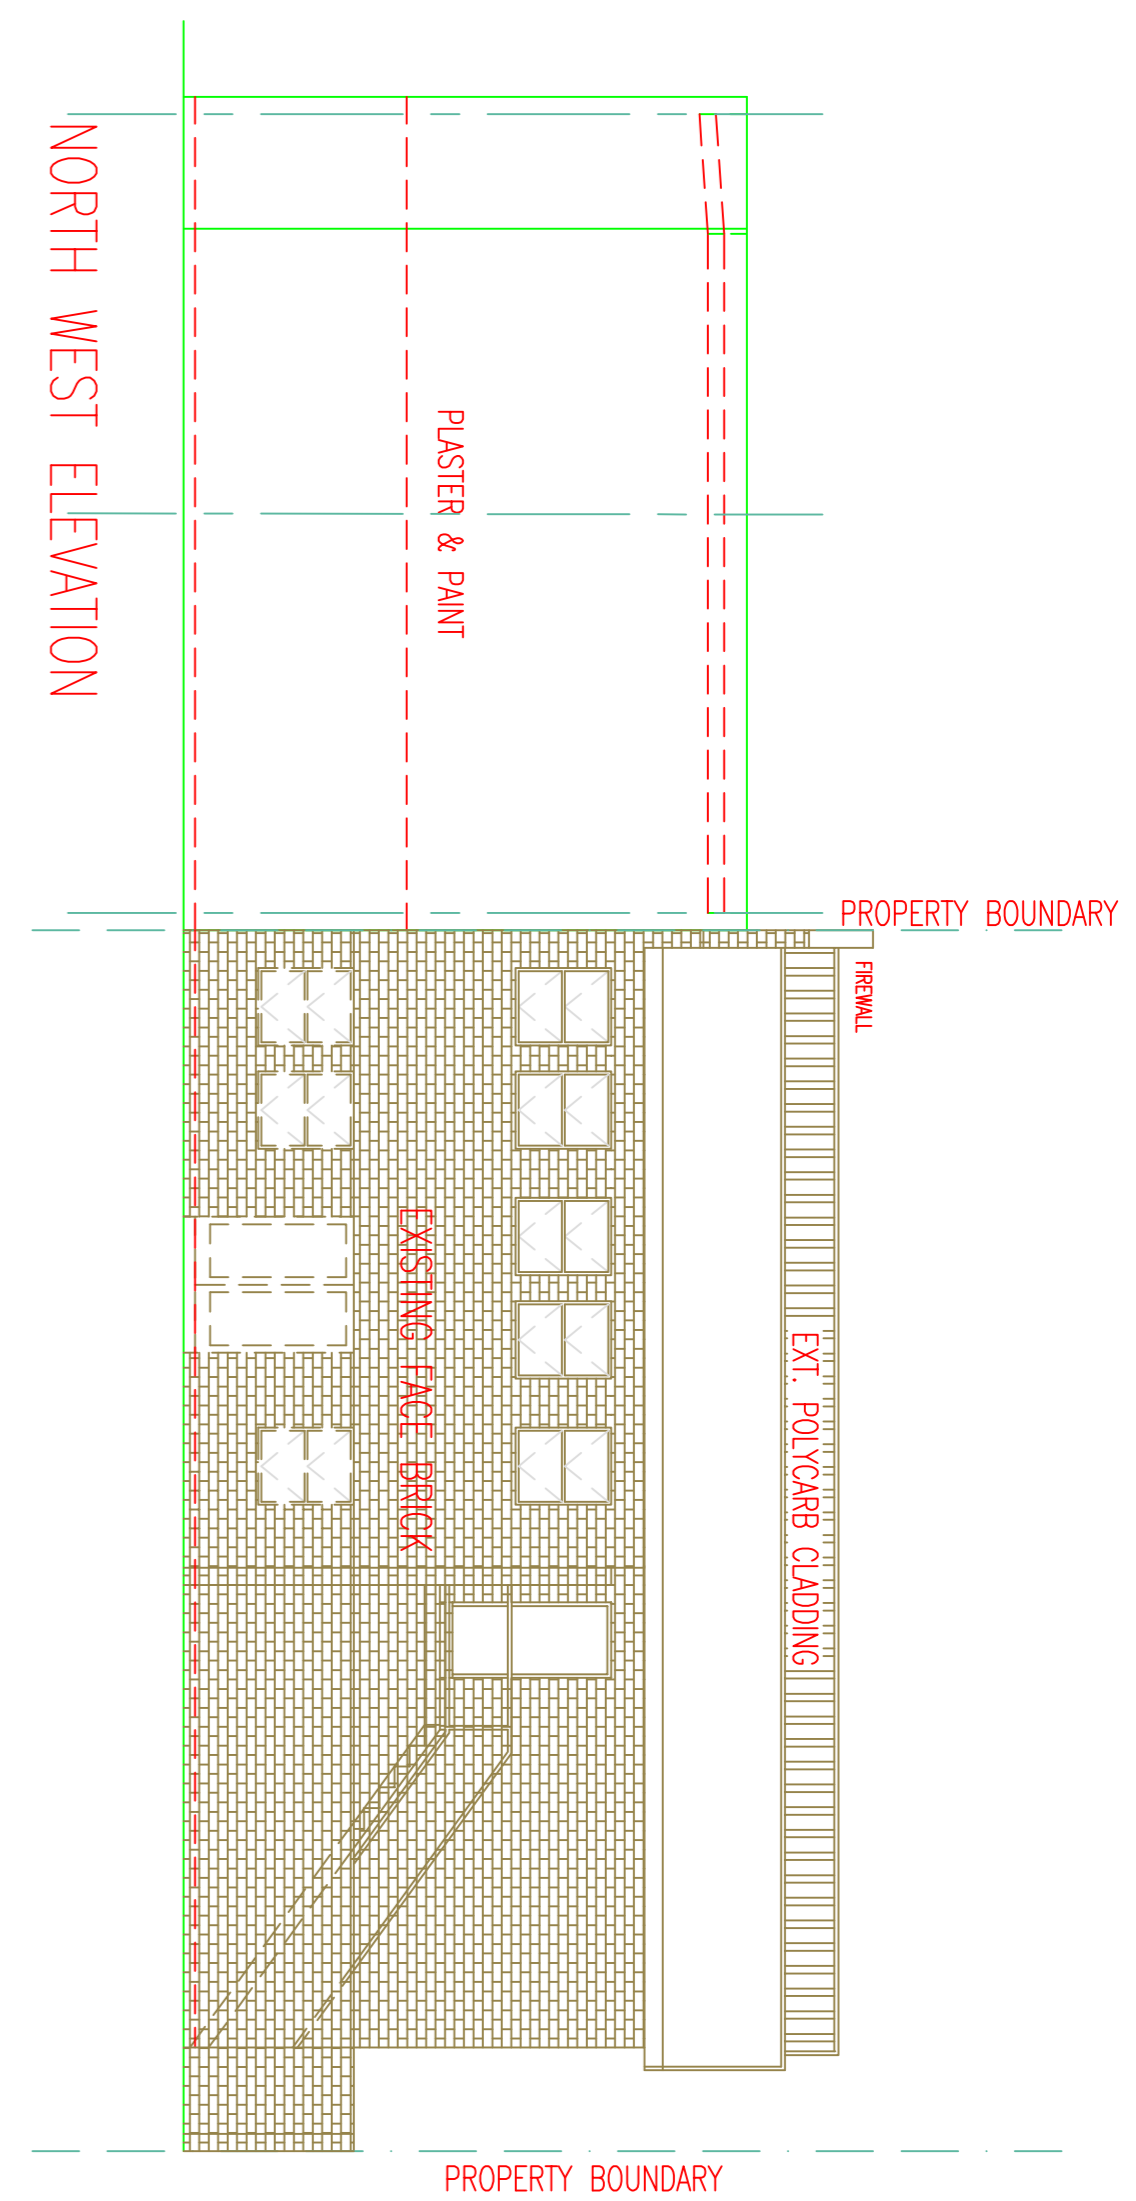 NORTH WEST ELEVATION
PLASTER & PAINT
PROPERTY BOUNDARY
FIREWALL
EXISTING FACE BRICK
EXT. POLYCARB CLADDING
PROPERTY BOUNDARY